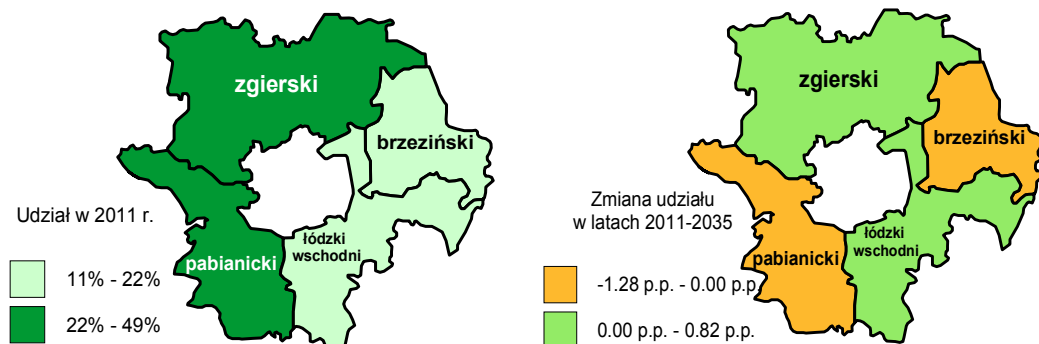 zgierski
brzeziński
Udział w 2011 r.
łódzki
wschodni
pabianicki
11% - 22%
22% - 49%
zgierski
brzeziński
Zmiana udziału
w latach 2011-2035
łódzki
wschodni
pabianicki
-1.28 p.p. - 0.00 p.p.
0.00 p.p. - 0.82 p.p.